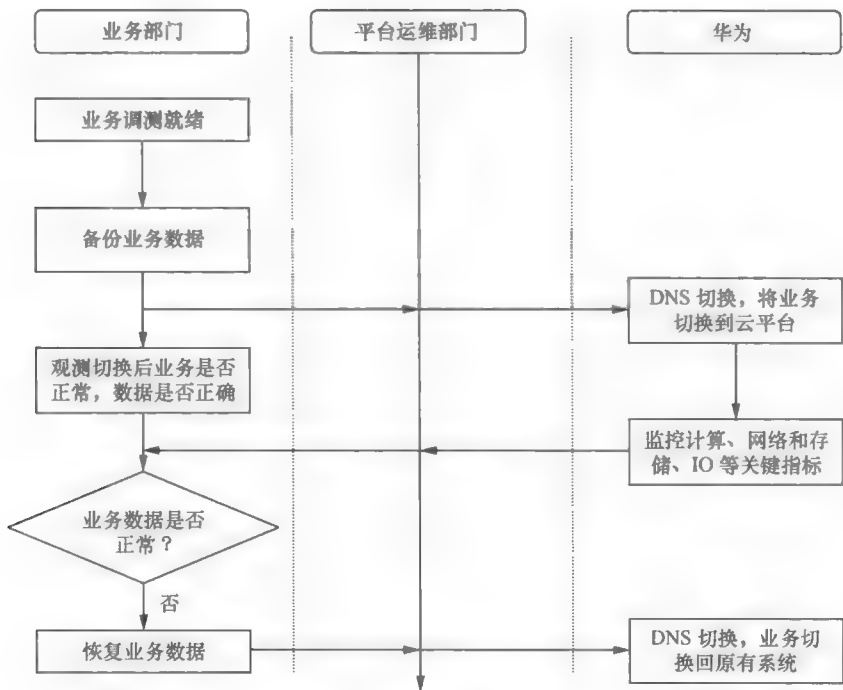 业务部门
平台运维部门
华为
业务调测就绪
备份业务数据
DNS 切换，将业务
切换到云平台
观测切换后业务是否
正常，数据是否正确
监控计算、网络和存
储、IO 等关键指标
业务数据是否
正常？
否
恢复业务数据
DNS 切换，业务切
换回原有系统